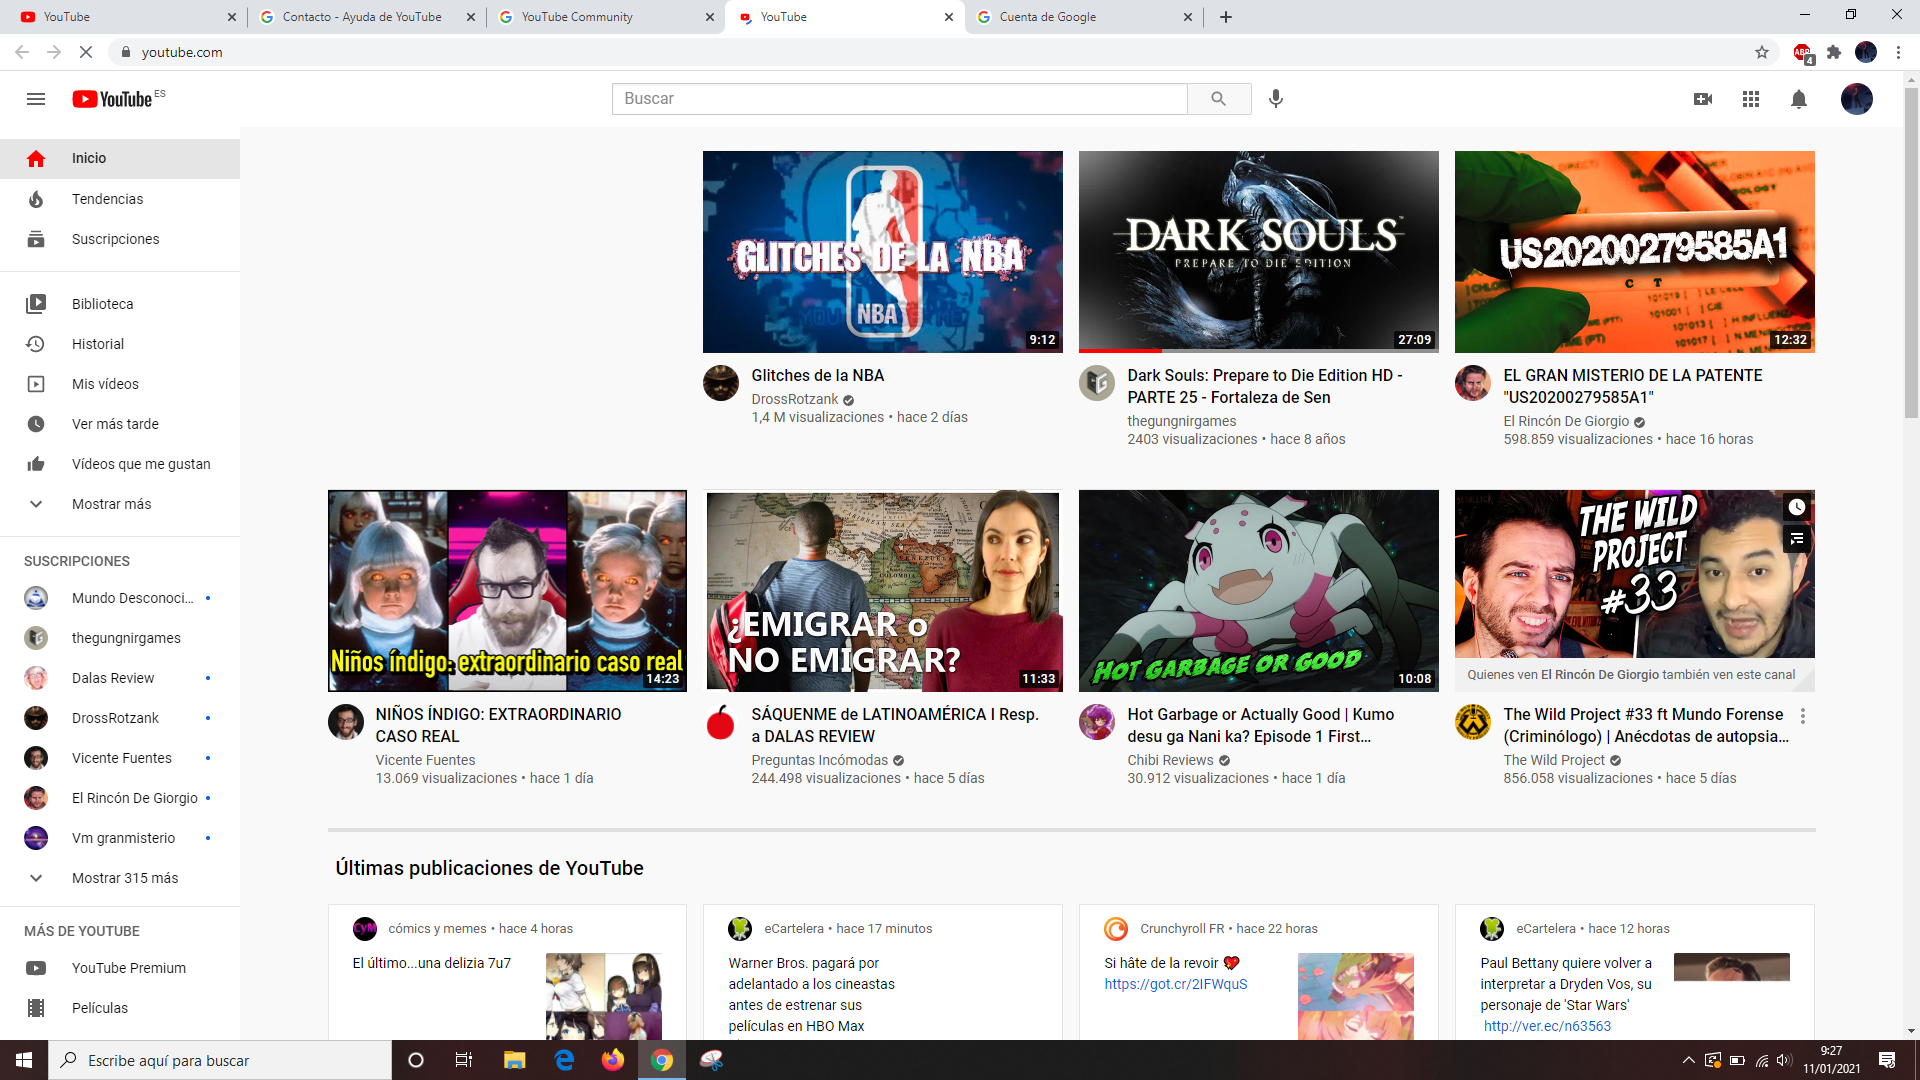 YouTube
Contacto - Ayuda de YouTube
YouTube Community
YouTube
Cuenta de Google
youtube.com
ABP
4
YouTube ES
Buscar
Inicio
Tendencias
Suscripciones
Biblioteca
Historial
Mis vídeos
Ver más tarde
Vídeos que me gustan
Mostrar más
SUSCRIPCIONES
Mundo Desconoci...
thegungnirgames
Dalas Review
DrossRotzank
Vicente Fuentes
El Rincón De Giorgio
Vm granmisterio
Mostrar 315 más
MÁS DE YOUTUBE
YouTube Premium
Películas
GLITCHES DE LA NBA
NBA
9:12
Glitches de la NBA
DrossRotzank
1,4 M visualizaciones • hace 2 días
DARK SOULS™
PREPARE TO DIE EDITION
27:09
Dark Souls: Prepare to Die Edition HD -
PARTE 25 - Fortaleza de Sen
thegungnirgames
2403 visualizaciones • hace 8 años
US20200279585A1
C T
12:32
EL GRAN MISTERIO DE LA PATENTE
"US20200279585A1"
El Rincón De Giorgio
598.859 visualizaciones • hace 16 horas
Niños índigo: extraordinario caso real
14:23
NIÑOS ÍNDIGO: EXTRAORDINARIO
CASO REAL
Vicente Fuentes
13.069 visualizaciones • hace 1 día
¿EMIGRAR o
NO EMIGRAR?
11:33
SÁQUENME de LATINOAMÉRICA I Resp.
a DALAS REVIEW
Preguntas Incómodas
244.498 visualizaciones • hace 5 días
HOT GARBAGE OR GOOD
10:08
Hot Garbage or Actually Good | Kumo
desu ga Nani ka? Episode 1 First...
Chibi Reviews
30.912 visualizaciones • hace 1 día
THE WILD
PROJECT
#33
Quienes ven El Rincón De Giorgio también ven este canal
The Wild Project #33 ft Mundo Forense
(Criminólogo) | Anécdotas de autopsia...
The Wild Project
856.058 visualizaciones • hace 5 días
Últimas publicaciones de YouTube
CyM
cómics y memes • hace 4 horas
El último...una delizia 7u7
eCartelera • hace 17 minutos
Warner Bros. pagará por
adelantado a los cineastas
antes de estrenar sus
películas en HBO Max
Crunchyroll FR • hace 22 horas
Si hâte de la revoir 💖
https://got.cr/2IFWquS
eCartelera • hace 12 horas
Paul Bettany quiere volver a
interpretar a Dryden Vos, su
personaje de 'Star Wars'
http://ver.ec/n63563
Escribe aquí para buscar
9:27
11/01/2021